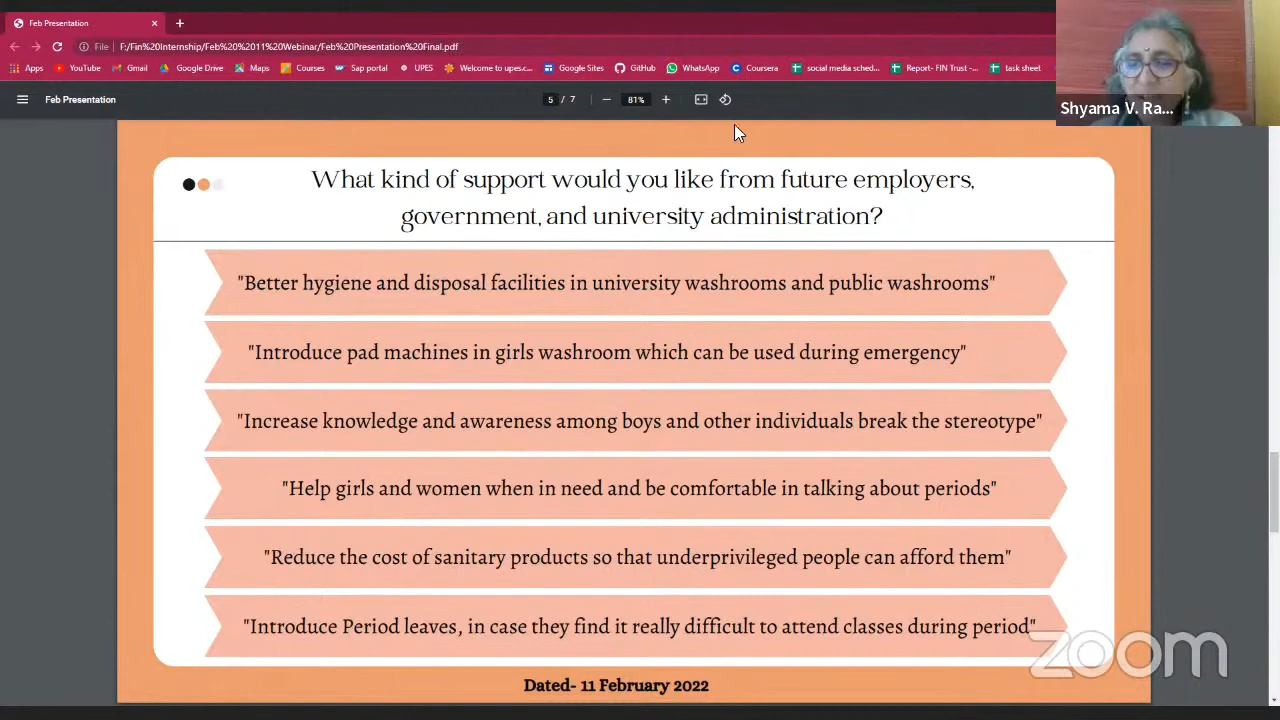 Feb Presentation
File
F:/Fin%20Internship/Feb%20%2011%20Webinar/Feb%20Presentation%20Final.pdf
Apps YouTube Gmail Google Drive Maps Courses Sap portal UPES Welcome to upes.c... Google Sites GitHub WhatsApp Coursera social media sched... Report- FIN Trust -... task sheet
Feb Presentation
5 / 7
81%
Shyama V. Ra...
What kind of support would you like from future employers,
government, and university administration?
"Better hygiene and disposal facilities in university washrooms and public washrooms"
"Introduce pad machines in girls washroom which can be used during emergency"
"Increase knowledge and awareness among boys and other individuals break the stereotype"
"Help girls and women when in need and be comfortable in talking about periods"
"Reduce the cost of sanitary products so that underprivileged people can afford them"
"Introduce Period leaves, in case they find it really difficult to attend classes during period"
zoom
Dated- 11 February 2022